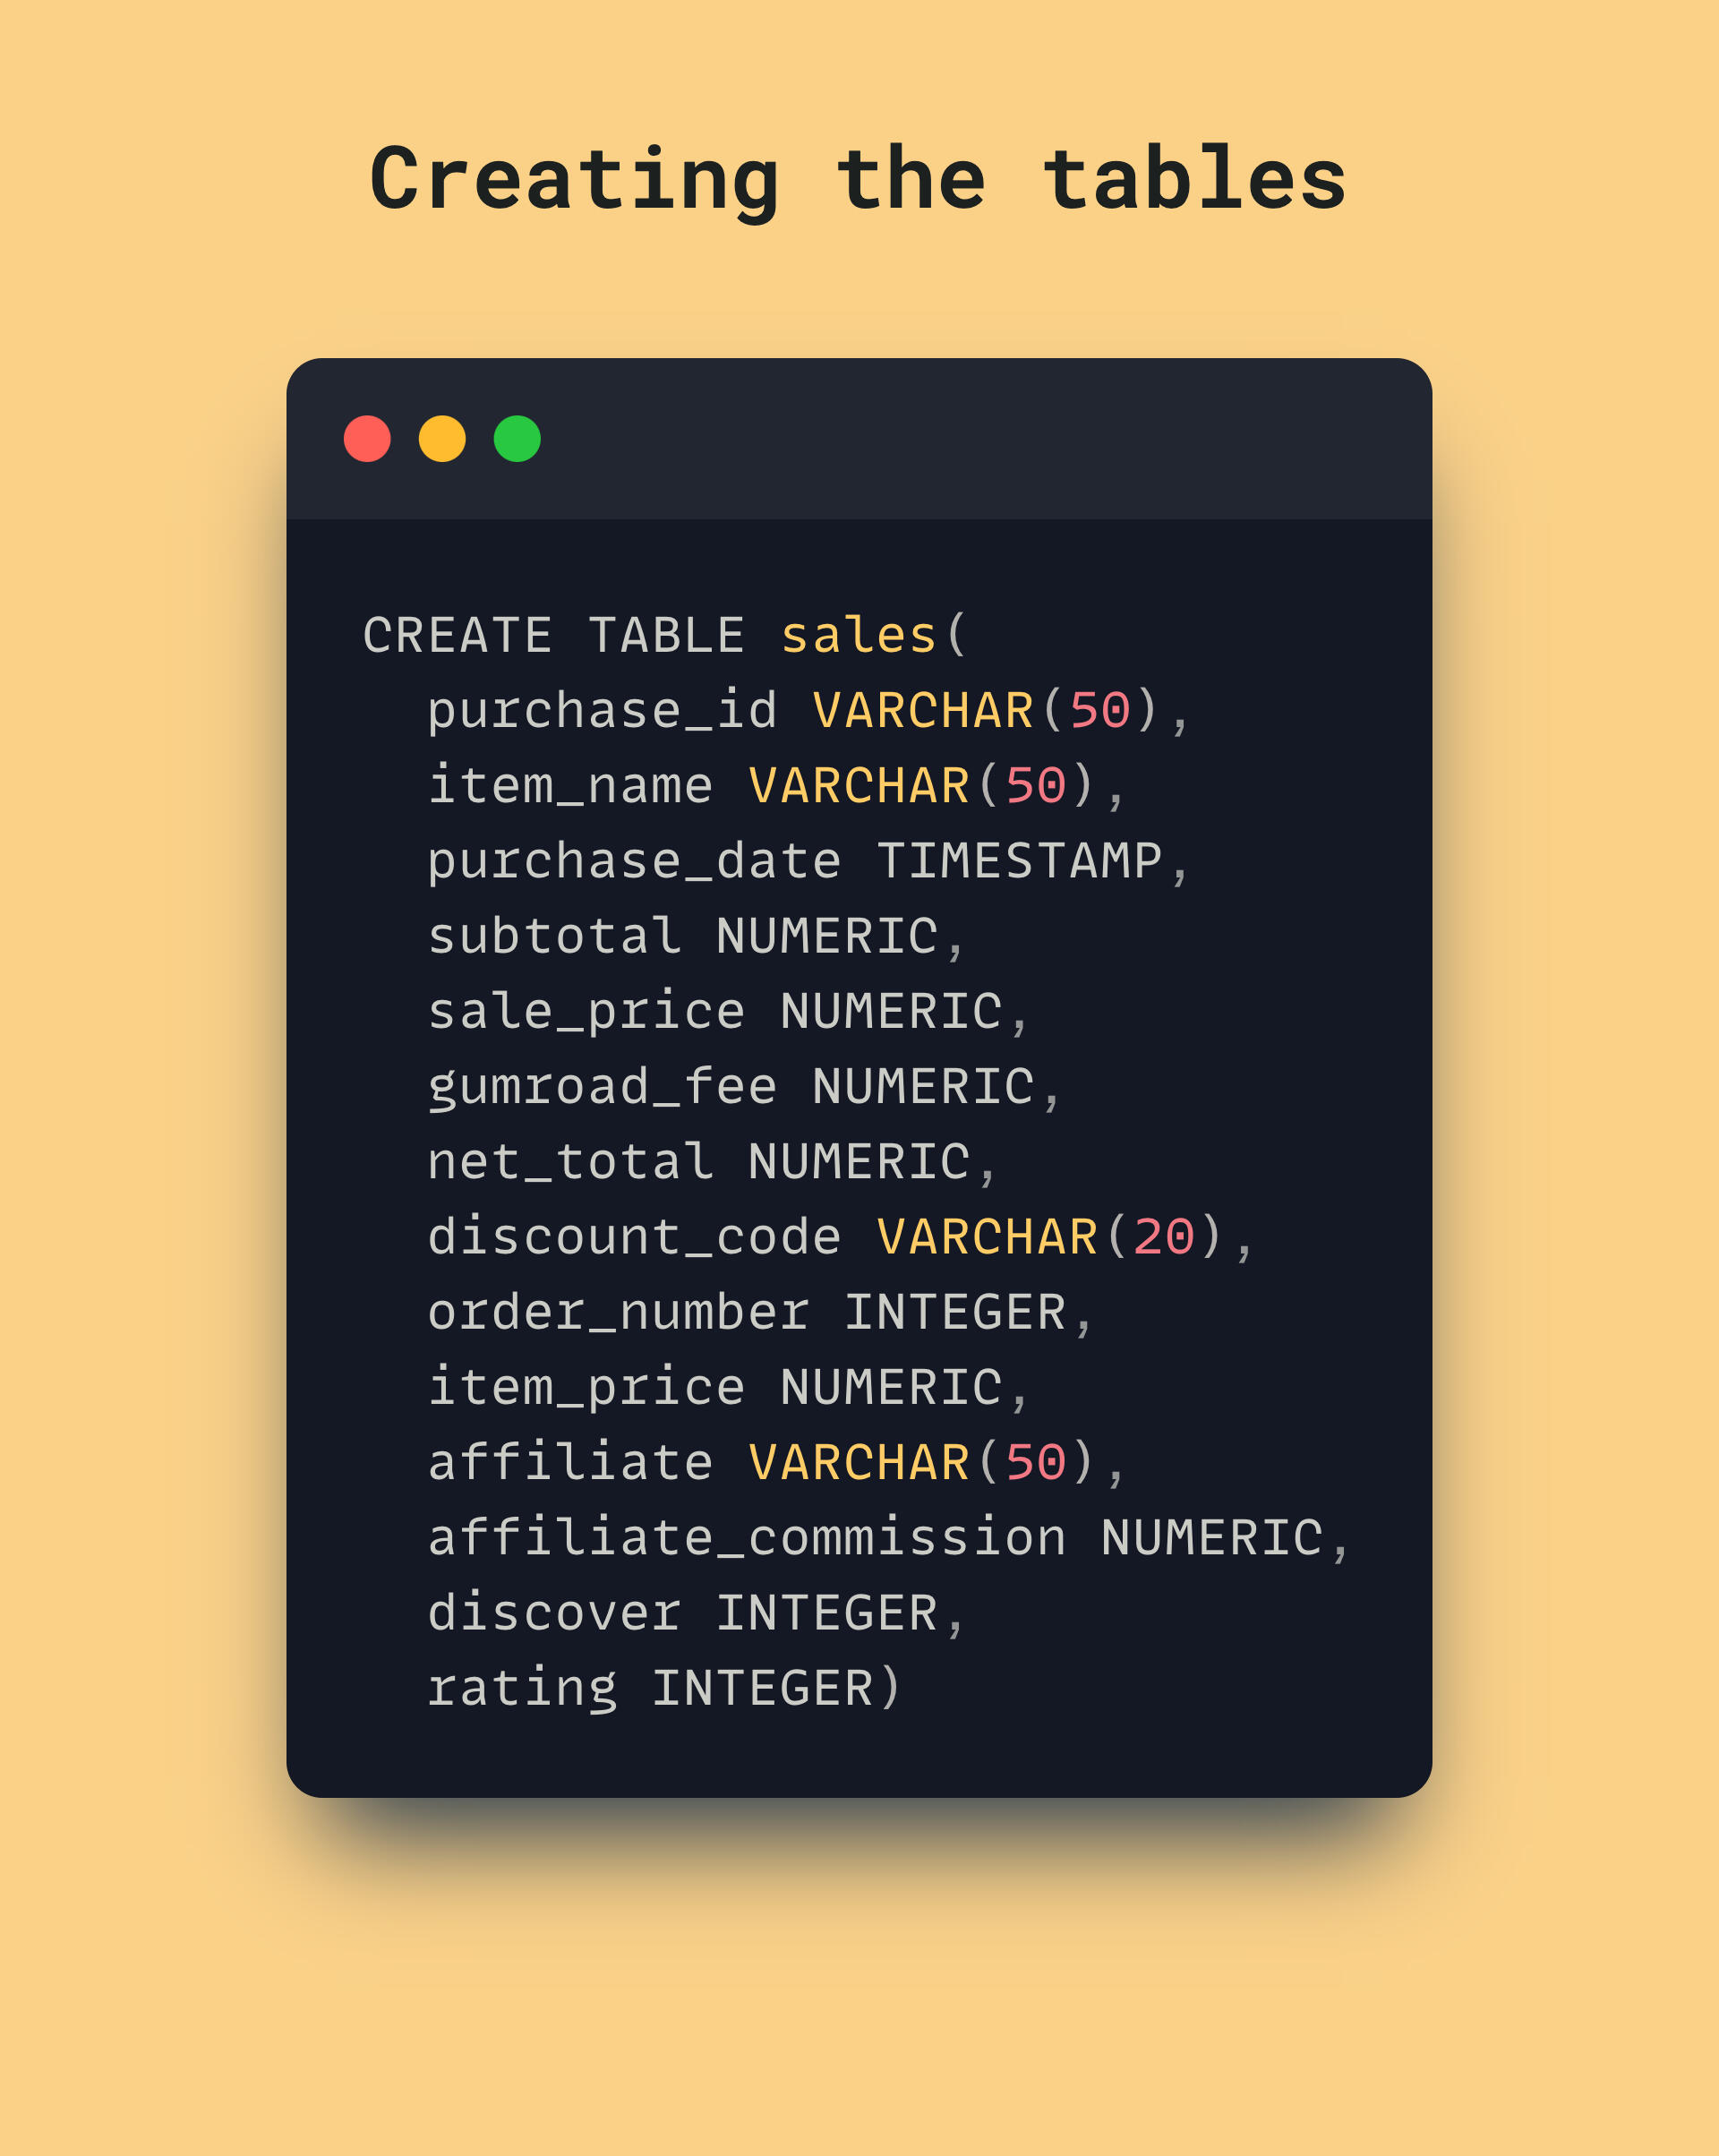 Creating the tables
CREATE TABLE sales(
purchase_id VARCHAR(50),
item_name VARCHAR(50),
purchase_date TIMESTAMP,
subtotal NUMERIC,
sale_price NUMERIC,
gumroad_fee NUMERIC,
net_total NUMERIC,
discount_code VARCHAR(20),
order_number INTEGER,
item_price NUMERIC,
affiliate VARCHAR(50),
affiliate_commission NUMERIC,
discover INTEGER,
rating INTEGER)